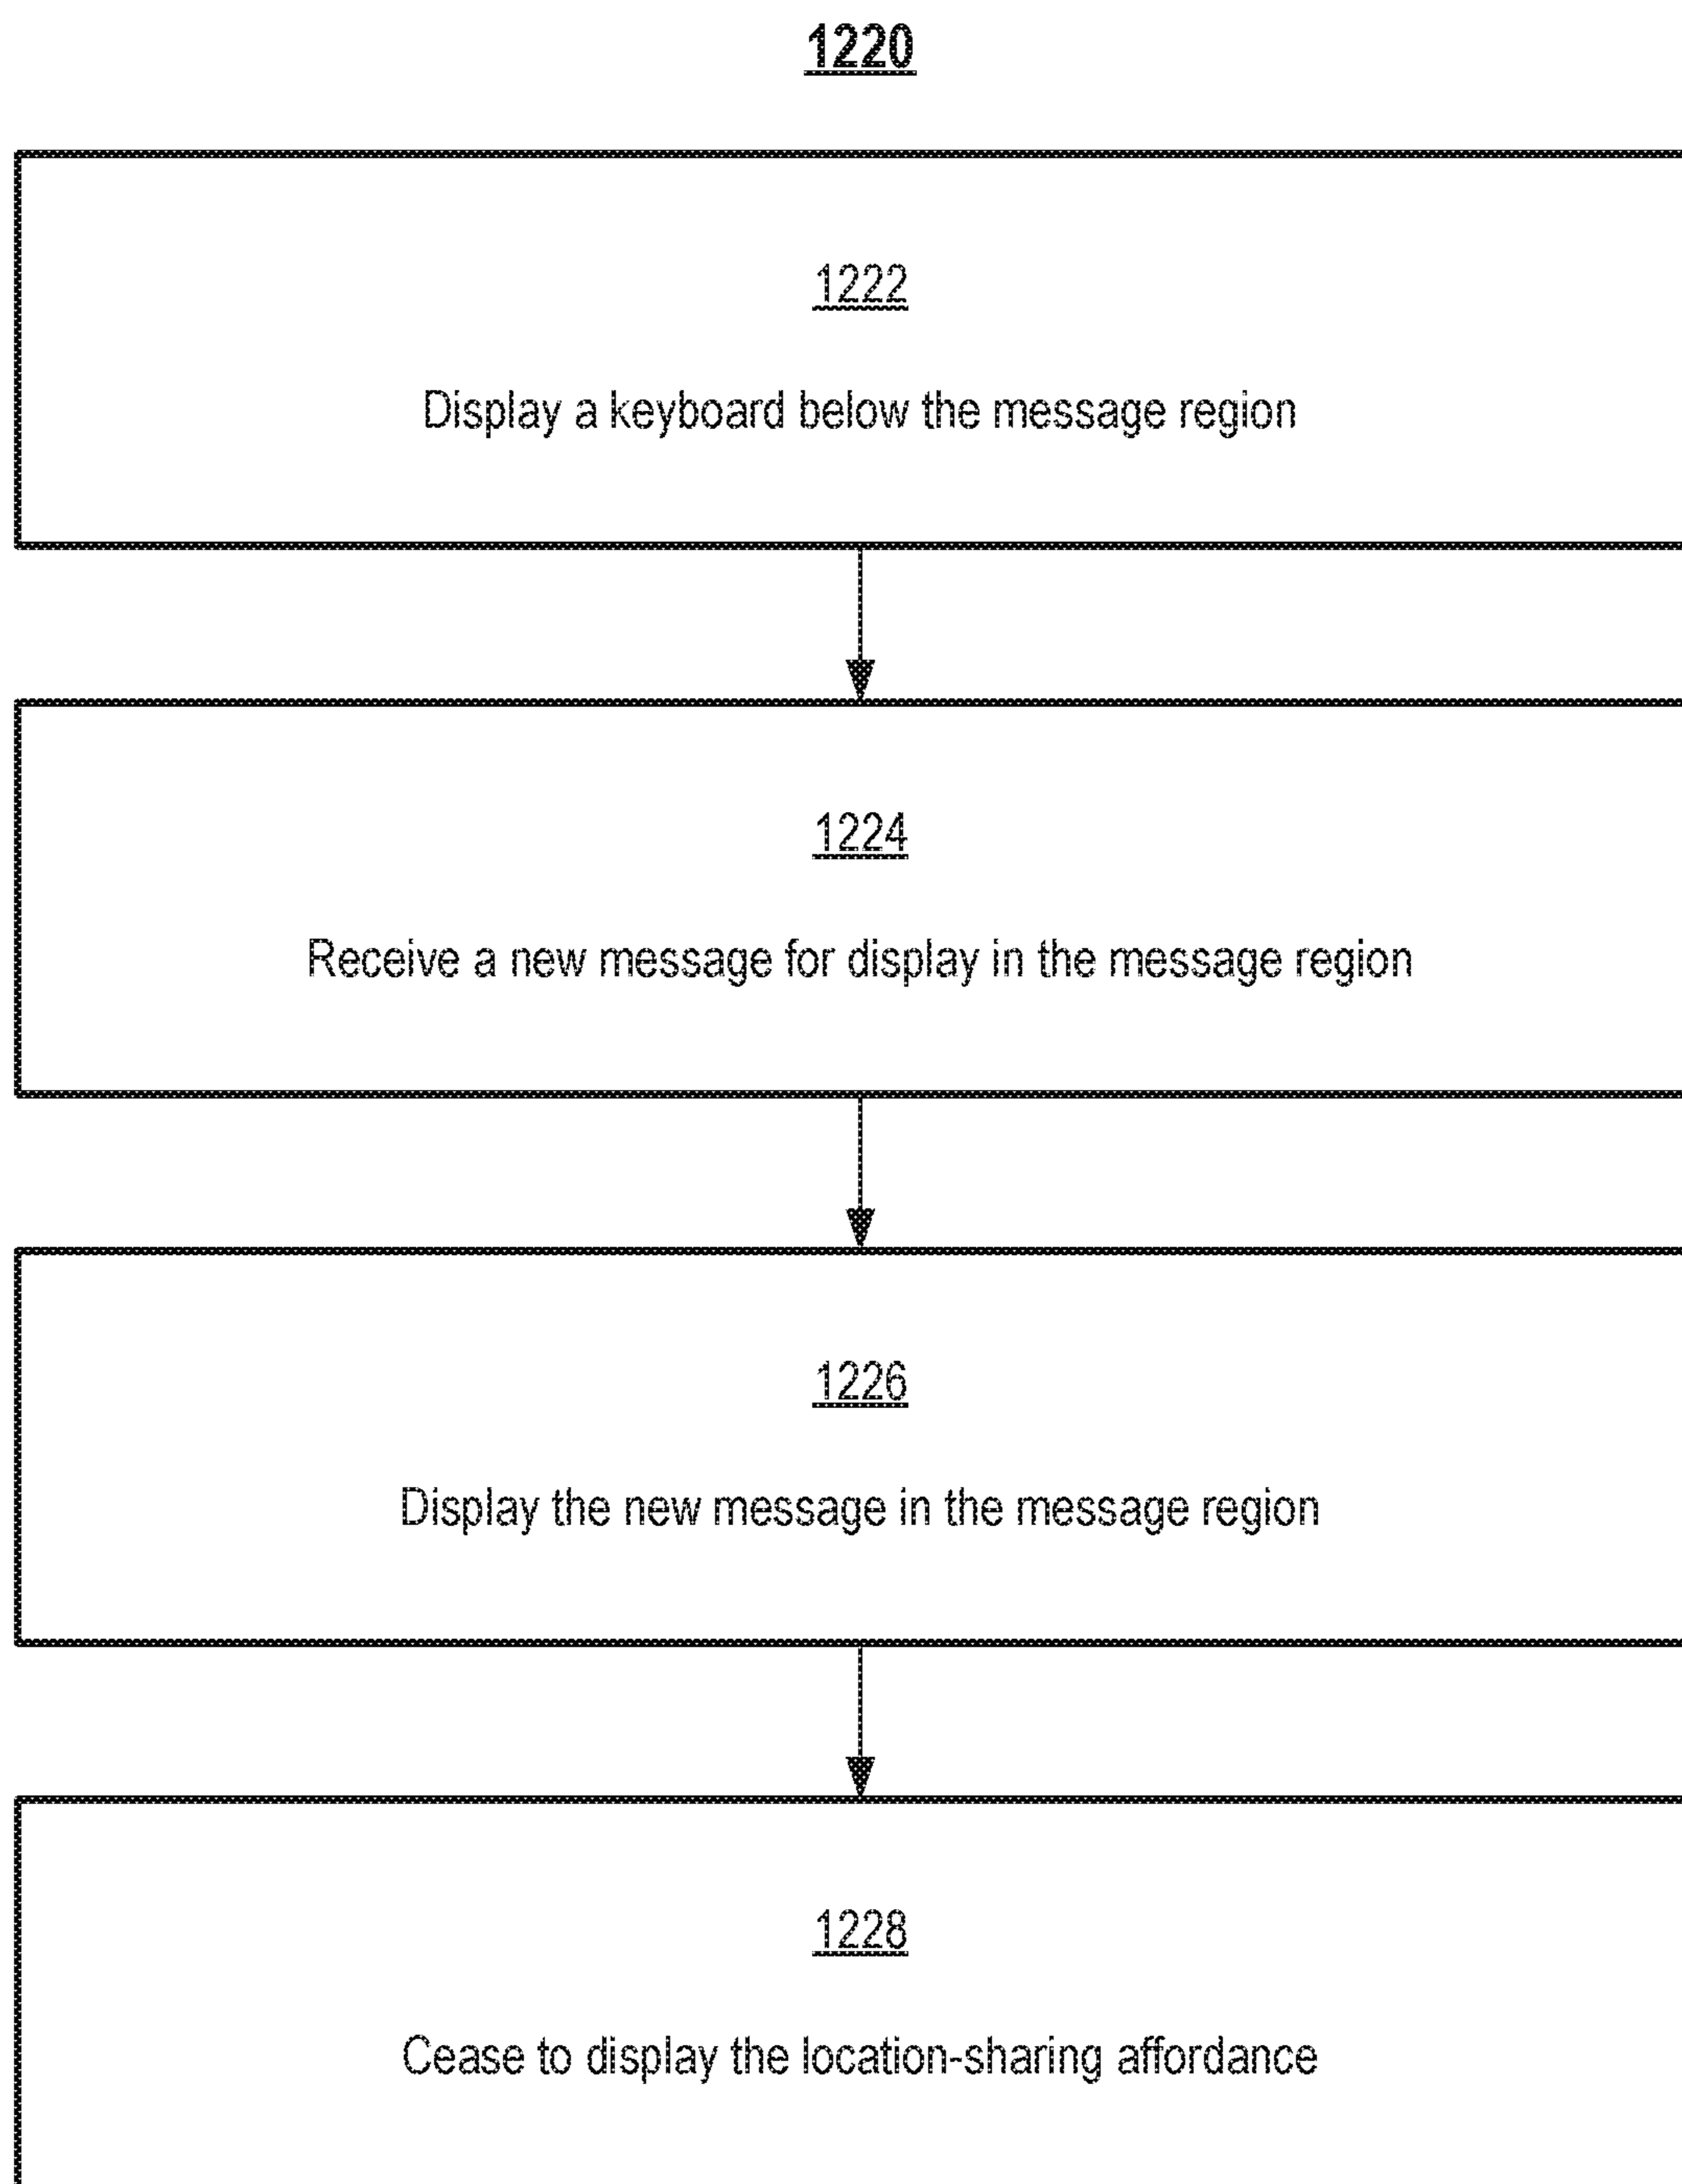 1220
1222
Display a keyboard below the message region
1224
Receive a new message for display in the message region
1226
Display the new message in the message region
1228
Cease to display the location-sharing affordance